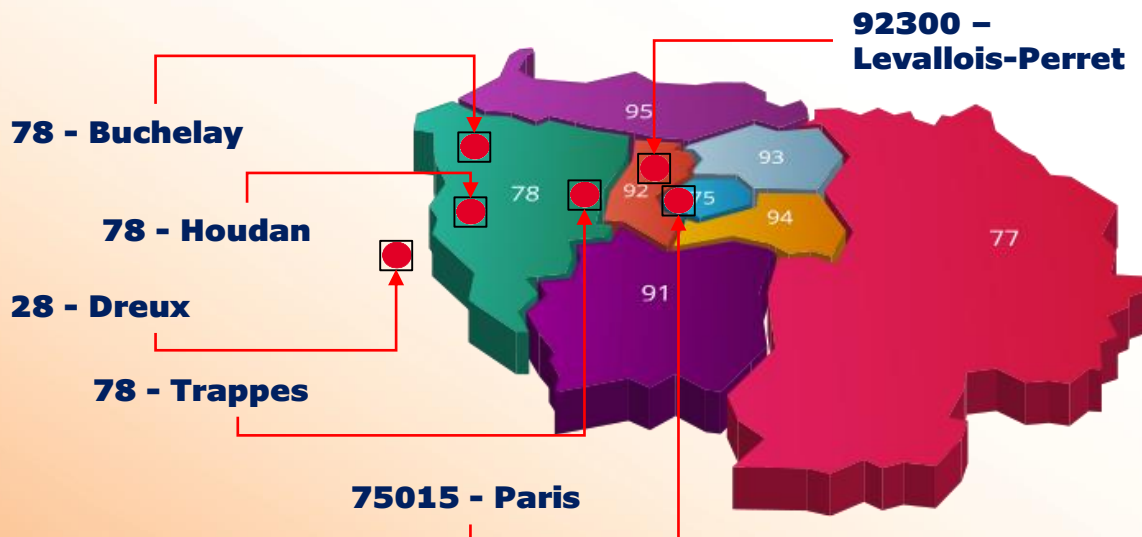 92300 –
Levallois-Perret
78 - Buchelay
78 - Houdan
28 - Dreux
78 - Trappes
75015 - Paris
95
93
78
92
75
94
77
91